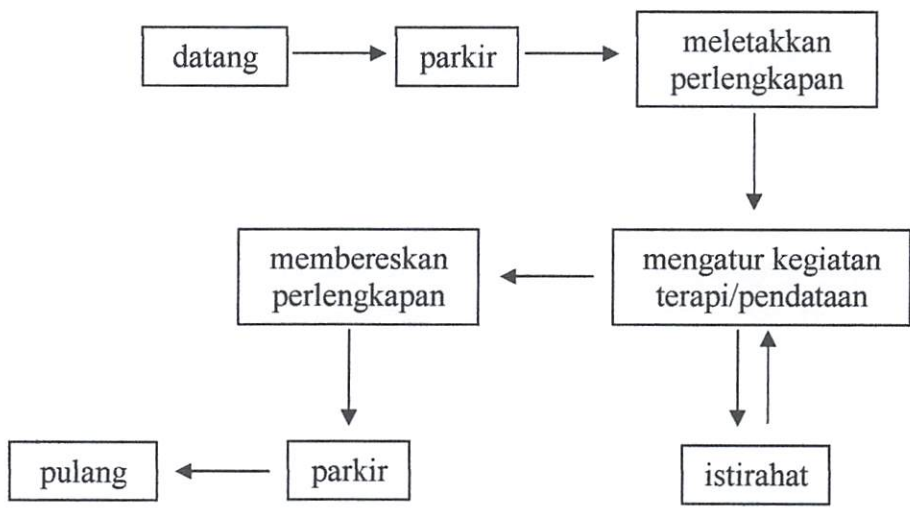 datang
parkir
meletakkan
perlengkapan
mengatur kegiatan
terapi/pendataan
membereskan
perlengkapan
istirahat
parkir
pulang